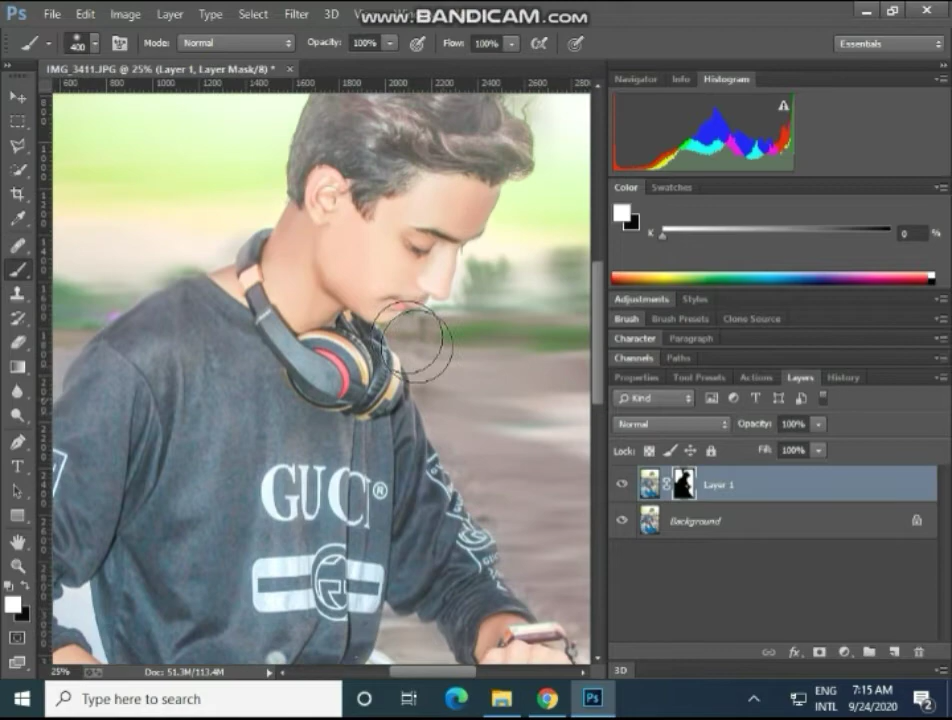 Ps File Edit Image Layer Type Select Filter 3D
www.BANDICAM.com
400 Mode: Normal Opacity: 100% Flow: 100% Essentials
IMG_3411.JPG @ 25% (Layer 1, Layer Mask/8) * ×
Navigator Info Histogram
Color Swatches
K 0 %
Adjustments Styles
Brush Brush Presets Clone Source
Character Paragraph
Channels Paths
Properties Tool Presets Actions Layers History
Kind
Normal Opacity: 100%
Lock: Fill: 100%
Layer 1
Background
GUCCI ®
25% Doc: 51.3M/113.4M
3D
Type here to search
ENG
INTL
7:15 AM
9/24/2020
2